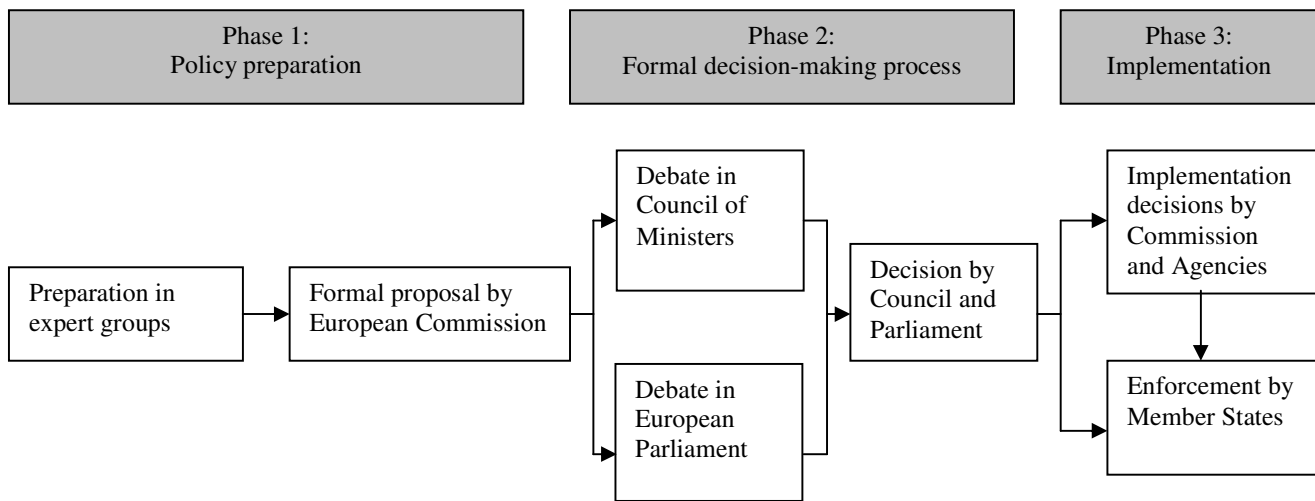 Phase 1:
Policy preparation
Phase 2:
Formal decision-making process
Phase 3:
Implementation
Preparation in
expert groups
Formal proposal by
European Commission
Debate in
Council of
Ministers
Debate in
European
Parliament
Decision by
Council and
Parliament
Implementation
decisions by
Commission
and Agencies
Enforcement by
Member States